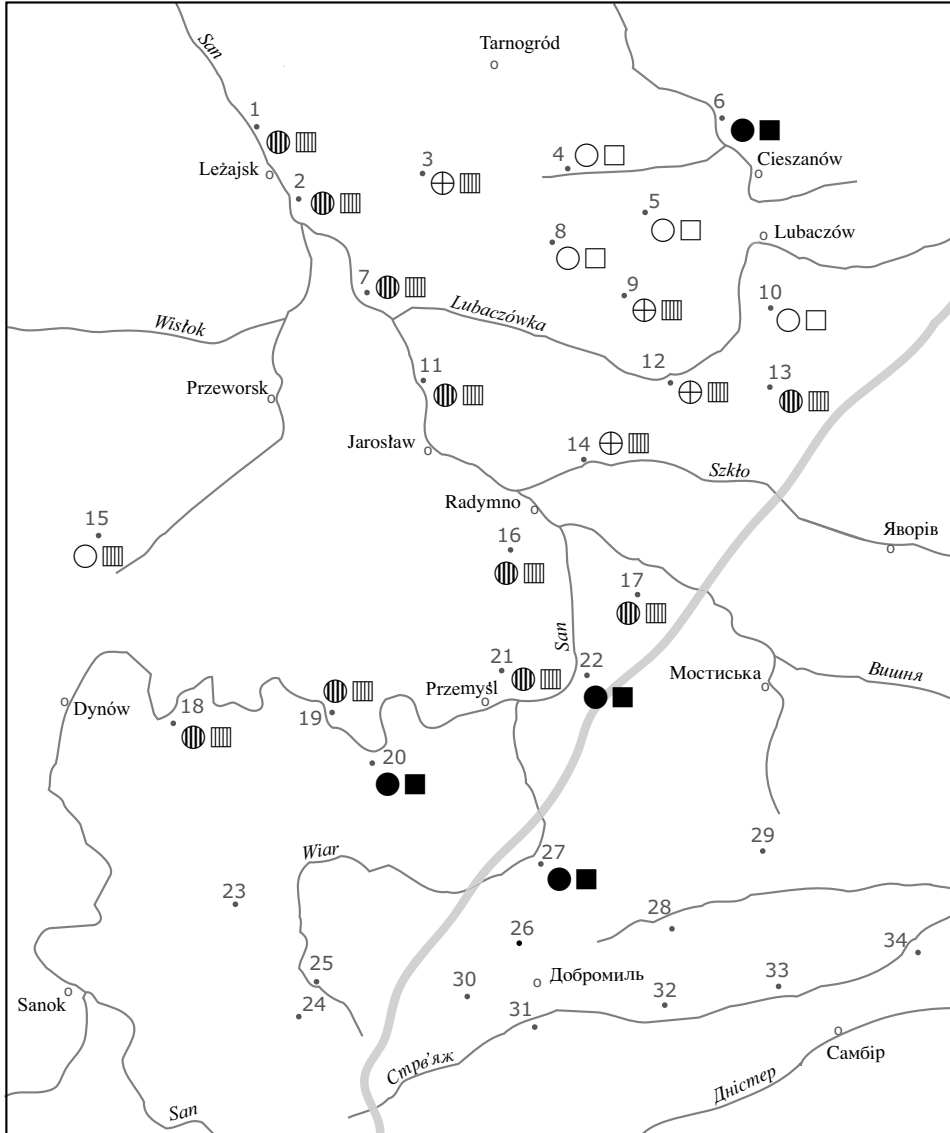 San
Tarnogród
1
6
Leżajsk
3
4
Cieszanów
2
5
8
Lubaczów
7
9
10
Lubaczówka
Wisłok
11
12
13
Przeworsk
Jarosław
14
Szkło
Radymno
15
16
Яворів
17
San
21
22
Мостиська
Вишня
Dynów
18
19
Przemyśl
20
Wiar
27
29
23
28
26
34
25
30
Добромиль
33
Sanok
24
31
32
Самбір
Стрв'яж
Дністер
San